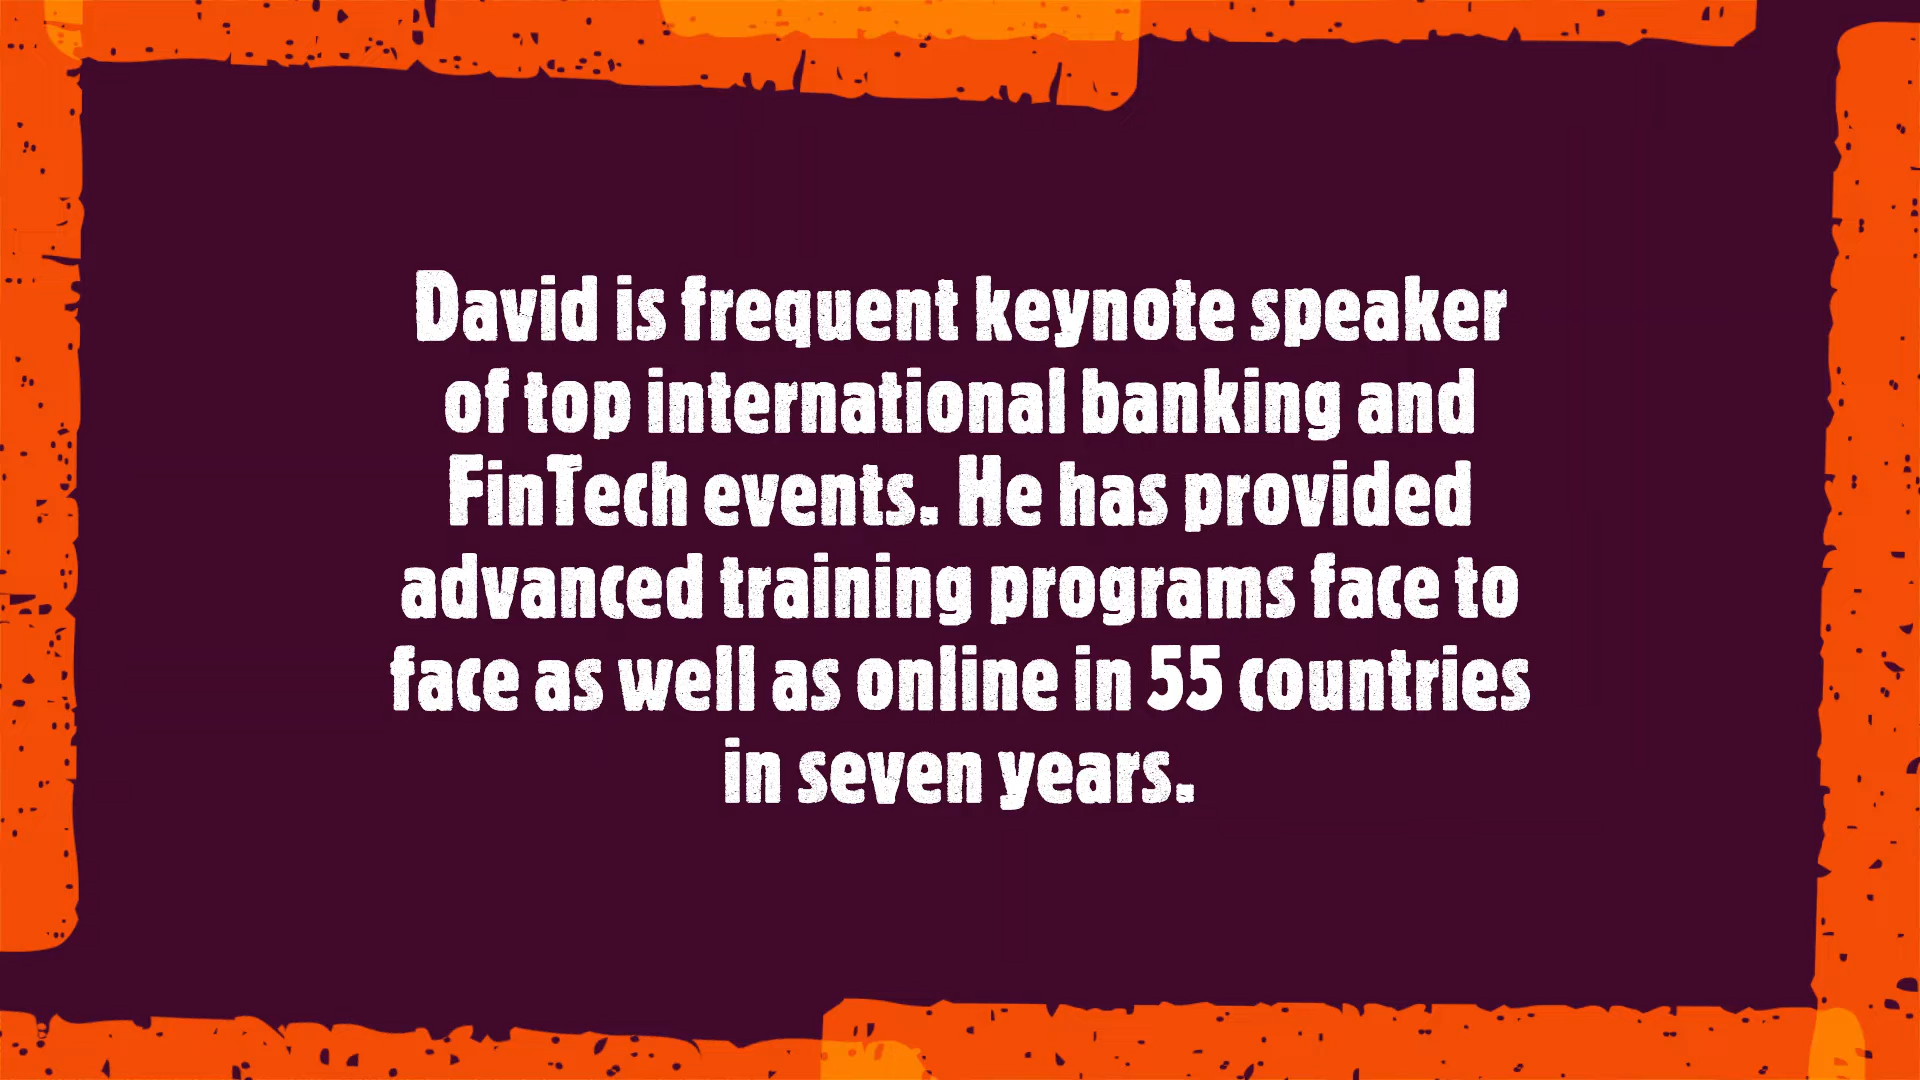 David is frequent keynote speaker
of top international banking and
FinTech events. He has provided
advanced training programs face to
face as well as online in 55 countries
in seven years.